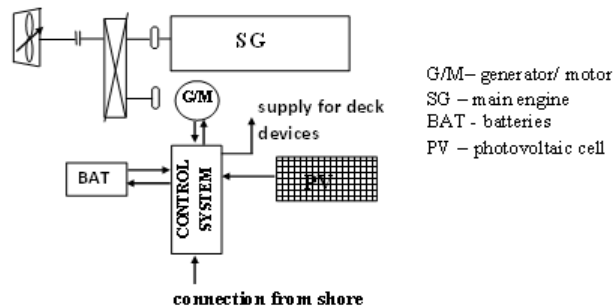 SG
G/M
supply for deck
devices
BAT
CONTROL
SYSTEM
PV
connection from shore
G/M– generator/ motor
SG – main engine
BAT - batteries
PV – photovoltaic cell